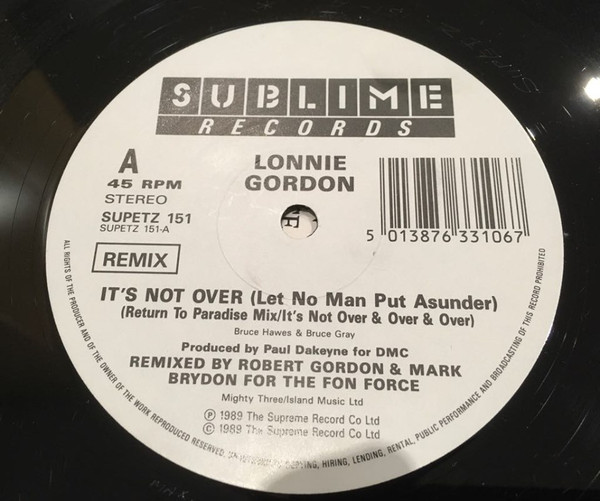 SUBLIME
RECORDS
A
45 RPM
STEREO
SUPETZ 151
SUPETZ 151-A
REMIX
LONNIE
GORDON
5 013876 331067
IT'S NOT OVER (Let No Man Put Asunder)
(Return To Paradise Mix/It's Not Over & Over & Over)
Bruce Hawes & Bruce Gray
Produced by Paul Dakeyne for DMC
REMIXED BY ROBERT GORDON & MARK
BRYDON FOR THE FON FORCE
Mighty Three/Island Music Ltd
Ⓟ 1989 The Supreme Record Co Ltd
© 1989 The Supreme Record Co Ltd
ALL RIGHTS OF THE PRODUCER AND OF THE OWNER OF THE WORK REPRODUCED RESERVED. HIRING, LENDING, RENTAL, PUBLIC PERFORMANCE AND BROADCASTING OF THIS RECORD PROHIBITED